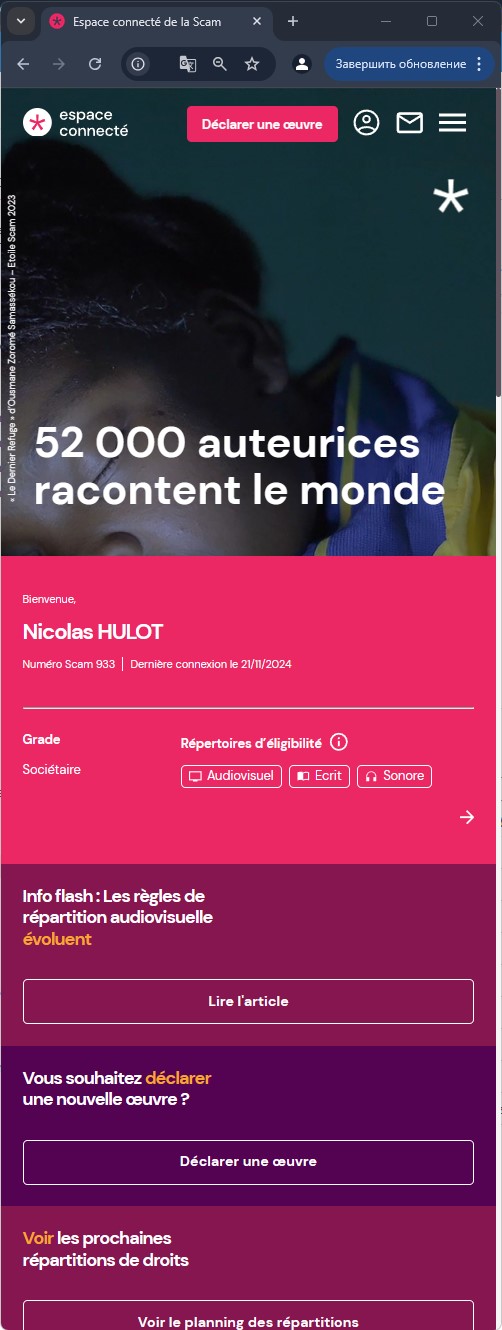 Espace connecté de la Scam
Завершить обновление
espace
connecté
Déclarer une œuvre
« Le Dernier Refuge » d'Ousmane Zoromé Samassékou – Etoile Scam 2023
52 000 auteurices
racontent le monde
Bienvenue,
Nicolas HULOT
Numéro Scam 933 | Dernière connexion le 21/11/2024
Grade
Sociétaire
Répertoires d’éligibilité
Audiovisuel Ecrit Sonore
Info flash : Les règles de
répartition audiovisuelle
évoluent
Lire l'article
Vous souhaitez déclarer
une nouvelle œuvre ?
Déclarer une œuvre
Voir les prochaines
répartitions de droits
Voir le planning des répartitions